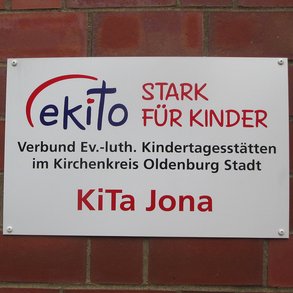 ekito STARK
FÜR KINDER
Verbund Ev.-luth. Kindertagesstätten
im Kirchenkreis Oldenburg Stadt
KiTa Jona